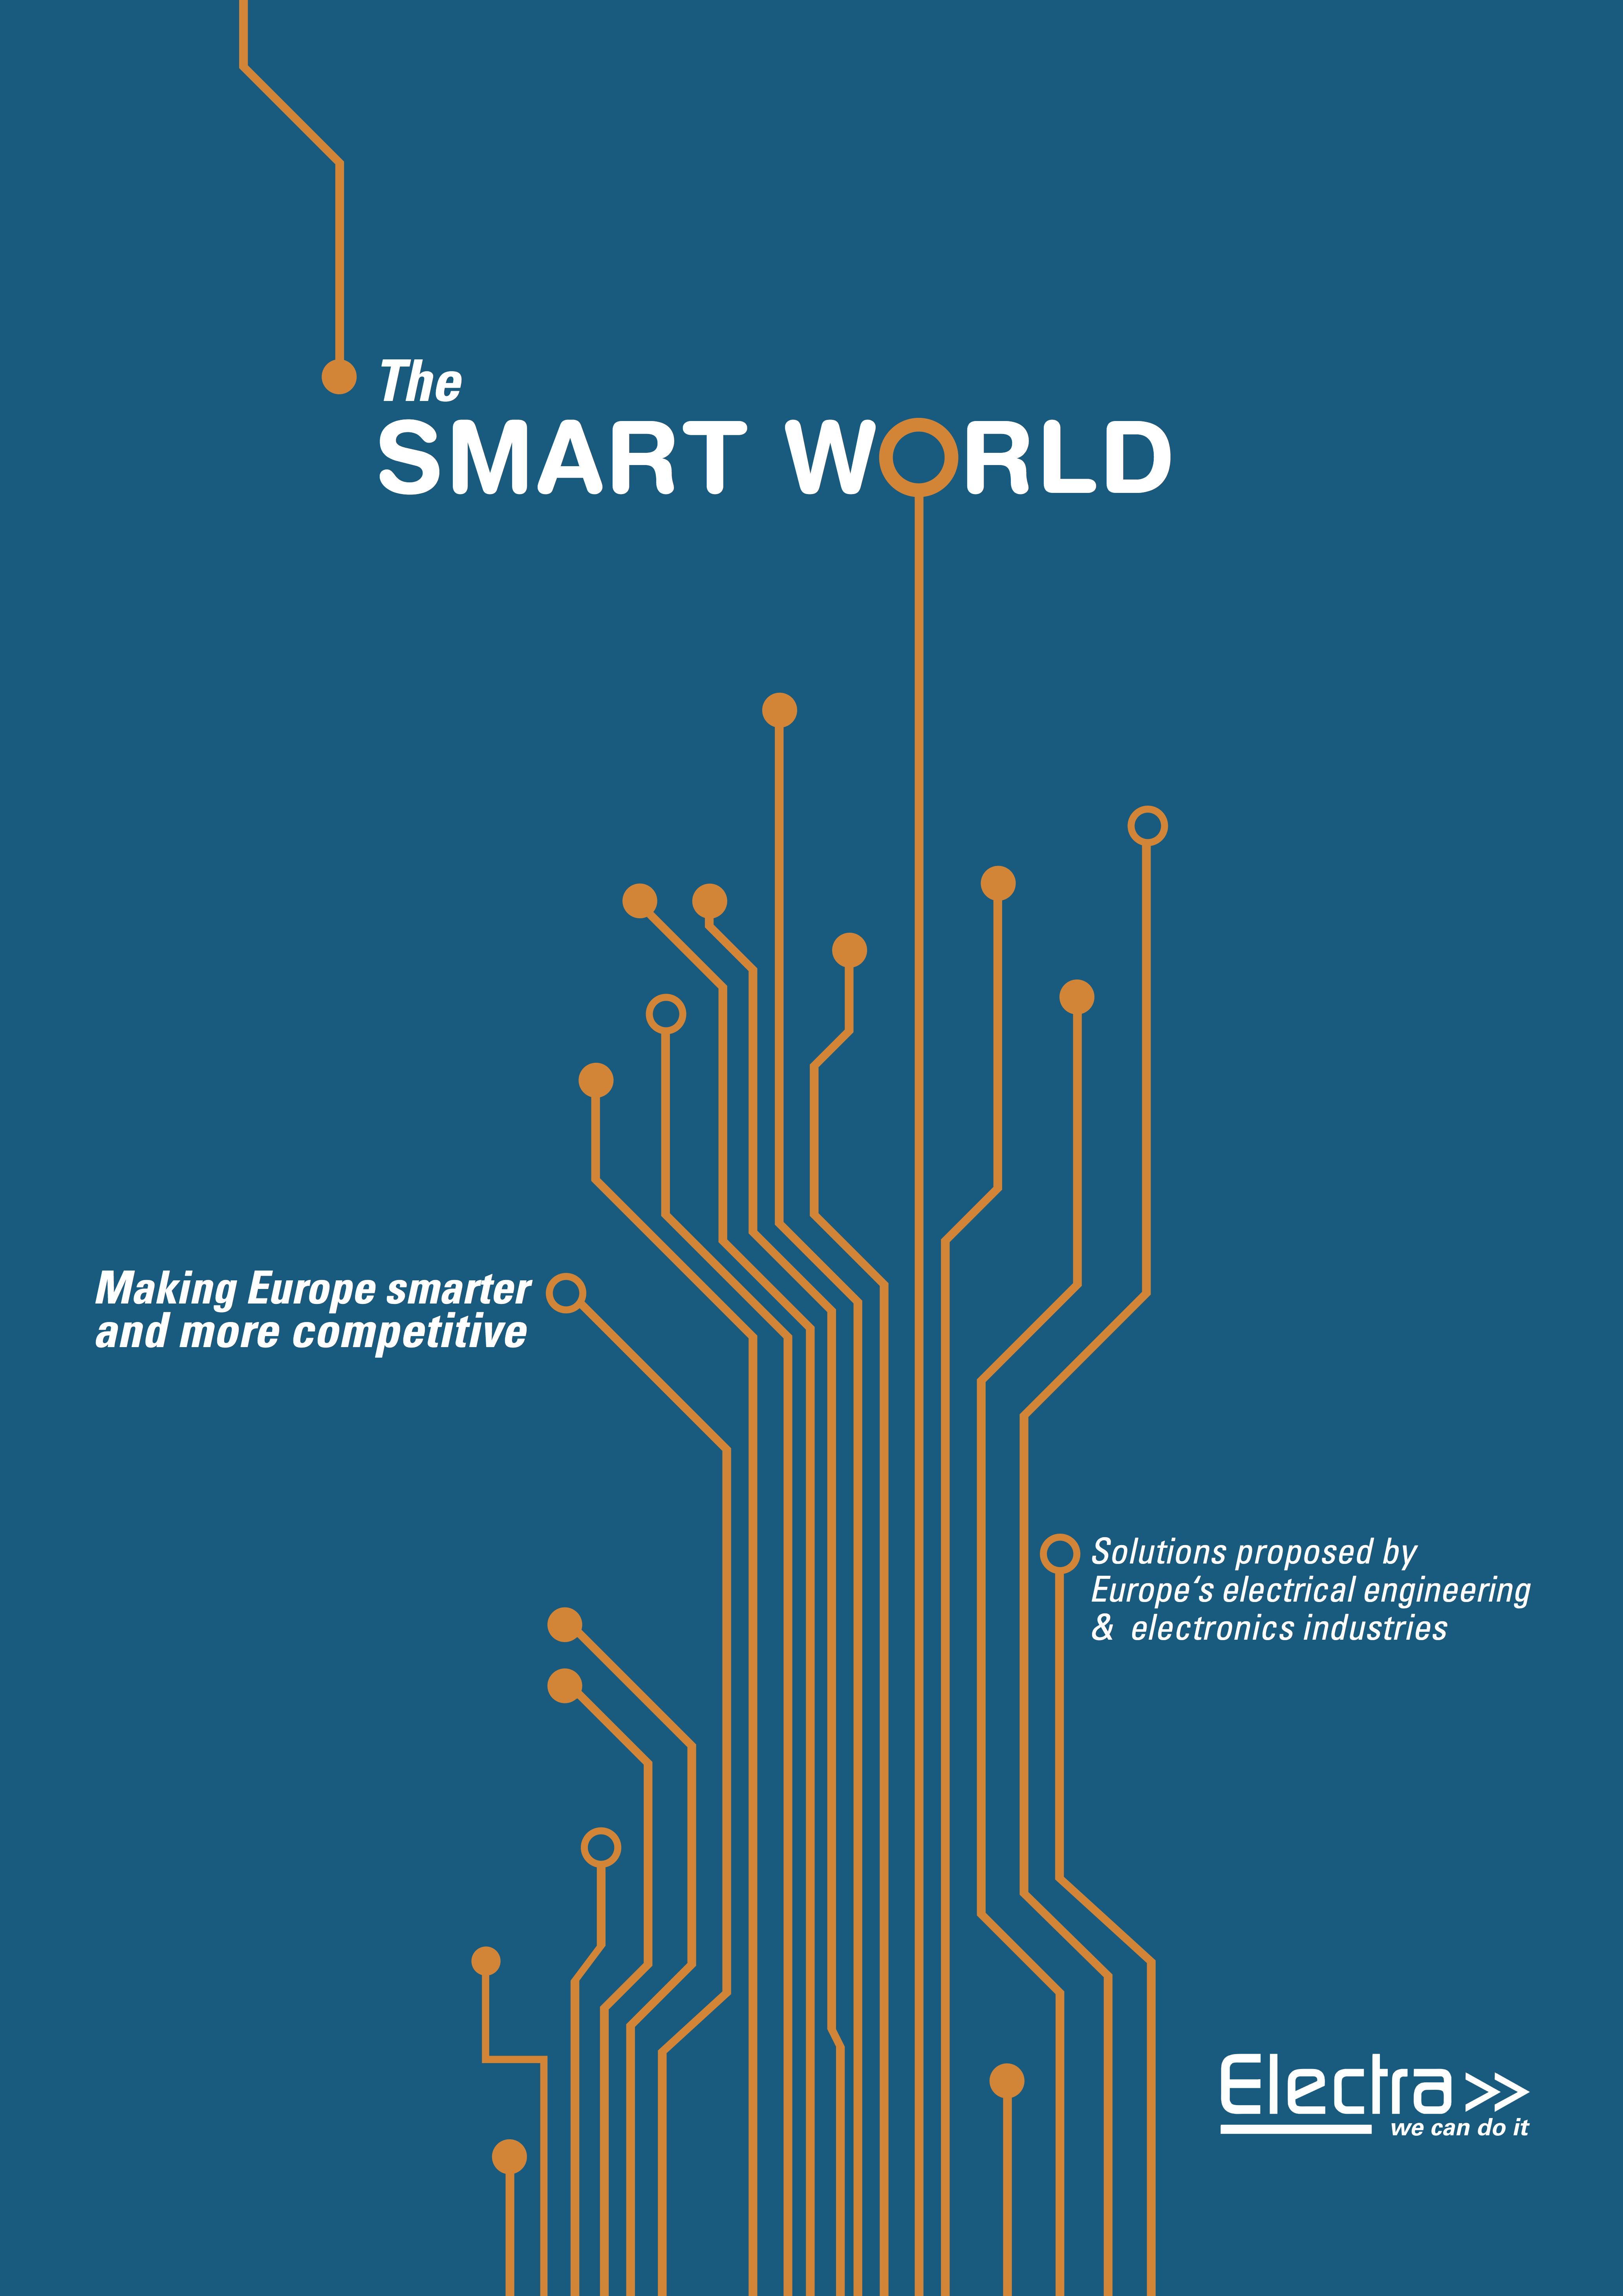 The
SMART WORLD
Making Europe smarter
and more competitive
Solutions proposed by
Europe‘s electrical engineering
& electronics industries
Electra
we can do it